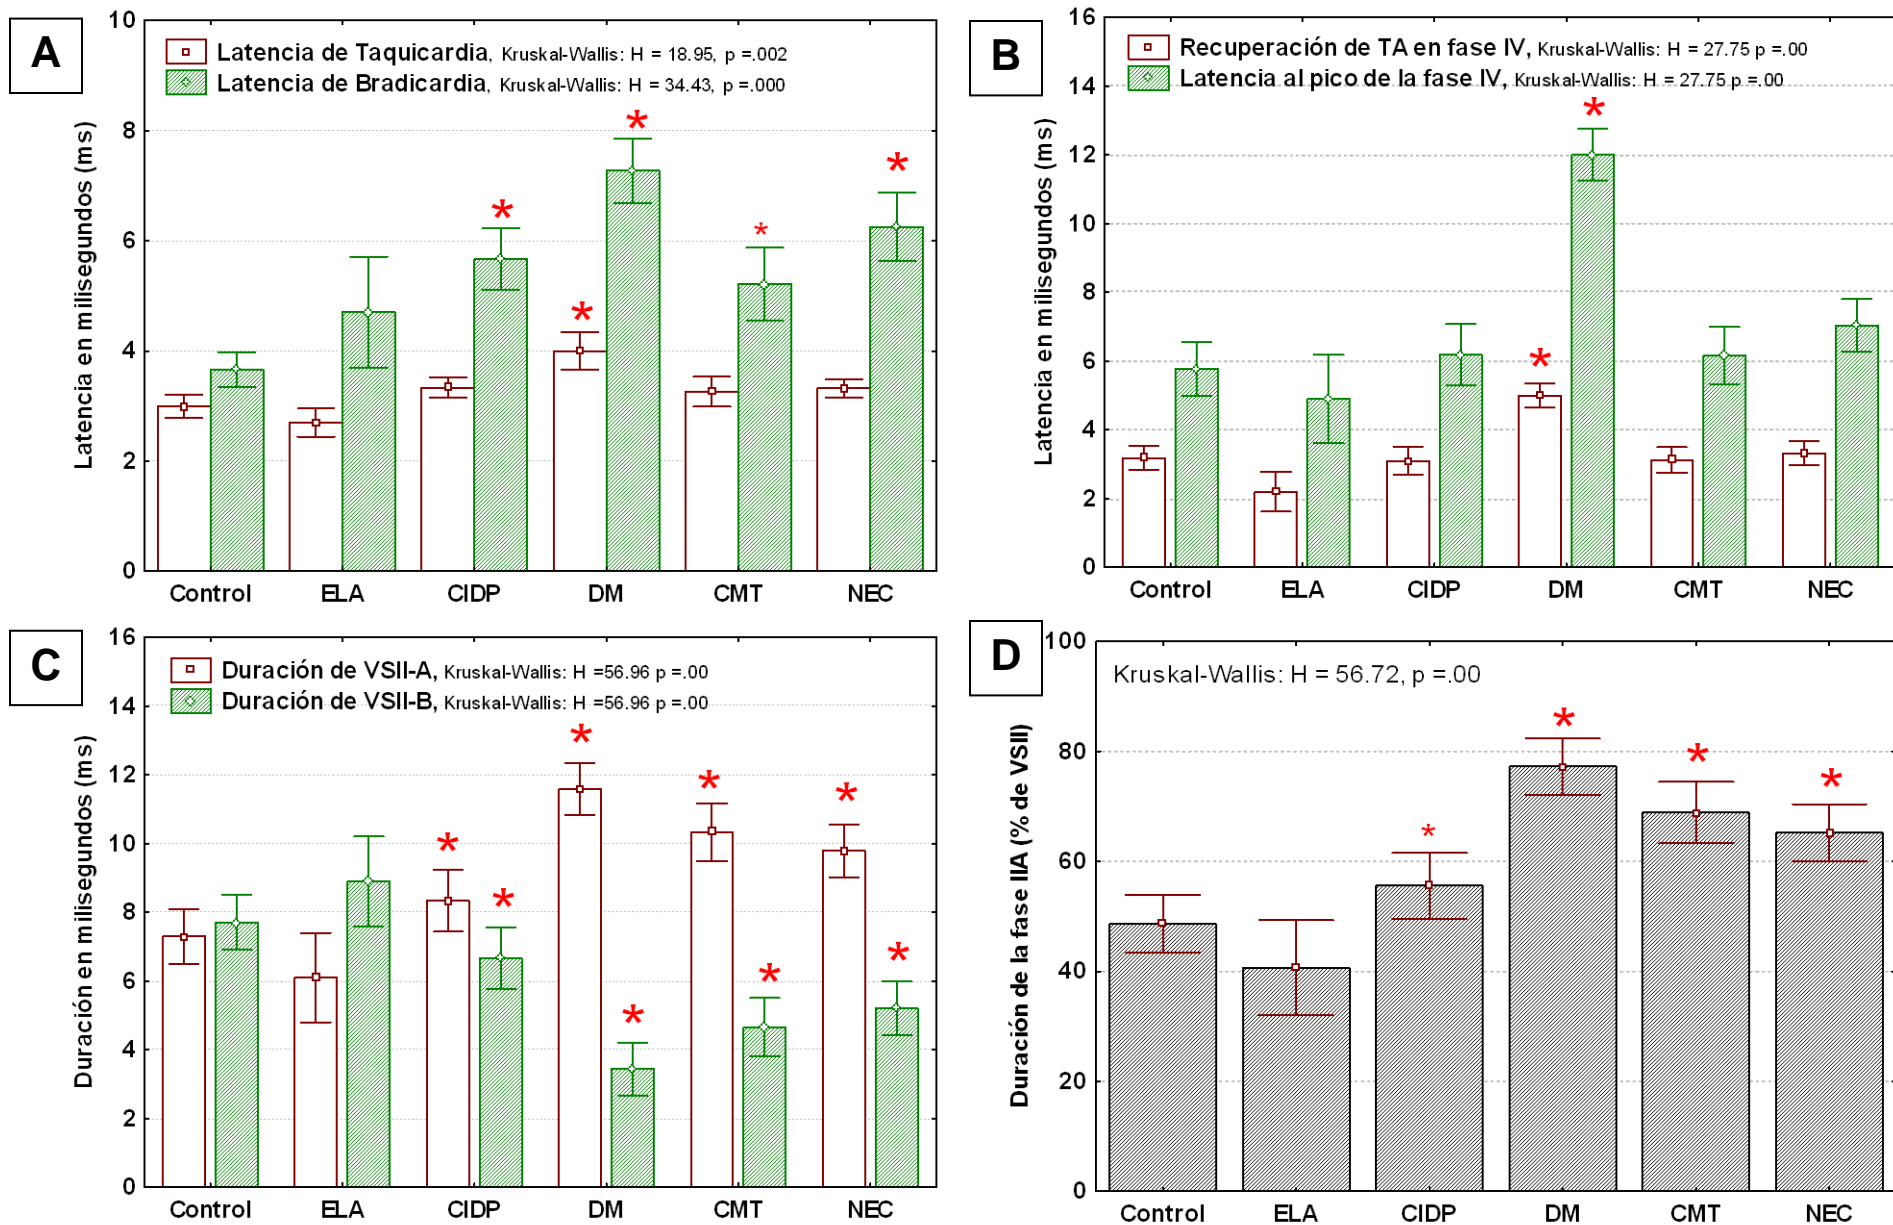 A
Latencia de Taquicardia, Kruskal-Wallis: H = 18.95, p =.002
Latencia de Bradicardia, Kruskal-Wallis: H = 34.43, p =.000
Latencia en milisegundos (ms)
10
8
6
4
2
0
Control ELA CIDP DM CMT NEC
* * * * *
B
Recuperación de TA en fase IV, Kruskal-Wallis: H = 27.75 p =.00
Latencia al pico de la fase IV, Kruskal-Wallis: H = 27.75 p =.00
Latencia en milisegundos (ms)
16
14
12
10
8
6
4
2
0
Control ELA CIDP DM CMT NEC
* *
C
Duración de VSII-A, Kruskal-Wallis: H =56.96 p =.00
Duración de VSII-B, Kruskal-Wallis: H =56.96 p =.00
Duración en milisegundos (ms)
16
14
12
10
8
6
4
2
0
Control ELA CIDP DM CMT NEC
* * * * * * * *
D
Kruskal-Wallis: H = 56.72, p =.00
Duración de la fase IIA (% de VSII)
100
80
60
40
20
0
Control ELA CIDP DM CMT NEC
* * * *